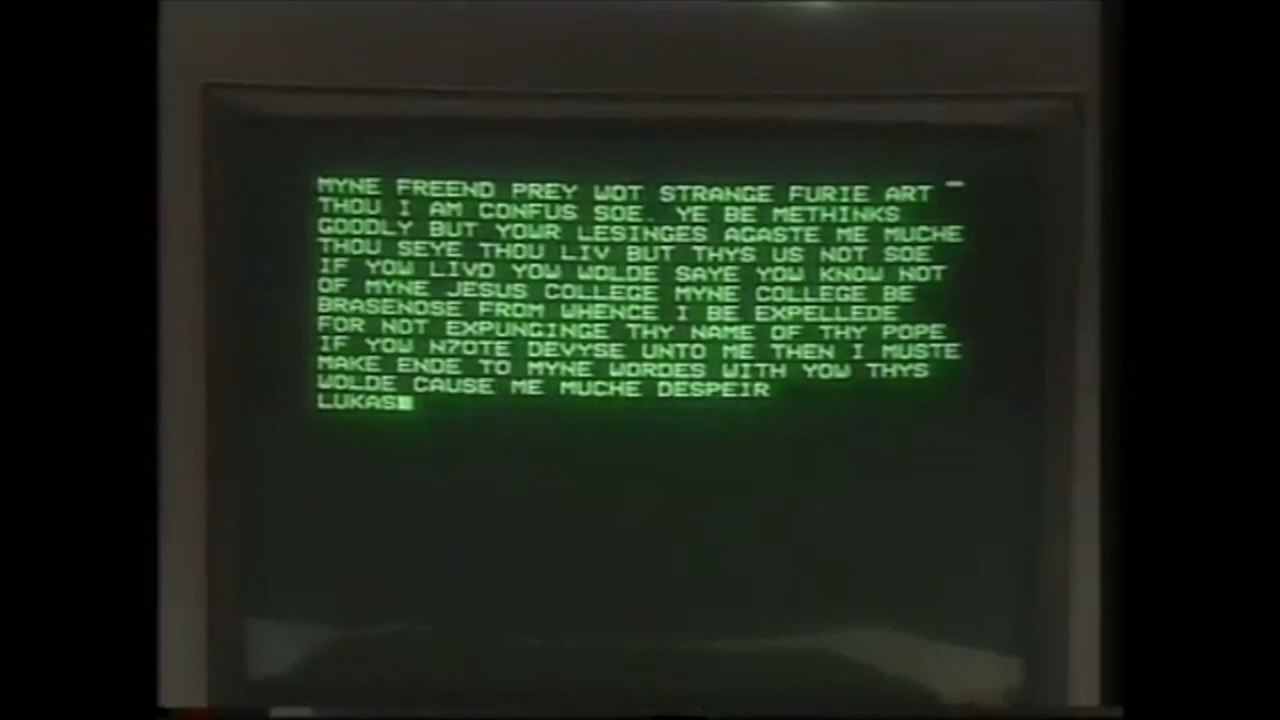 MYNE FREEND PREY WOT STRANGE FURIE ART
THOU I AM CONFUS SOE. YE BE METHINKS
GOODLY BUT YOWR LESINGES AGASTE ME MUCHE
THOU SEYE THOU LIV BUT THYS US NOT SOE
IF YOW LIVD YOW WOLDE SAYE YOW KNOW NOT
OF MYNE JESUS COLLEGE MYNE COLLEGE BE
BRASENOSE FROM WHENCE I BE EXPELLEDE
FOR NOT EXPUNGINGE THY NAME OF THY POPE
IF YOW N7OTE DEVYSE UNTO ME THEN I MUSTE
MAKE ENDE TO MYNE WORDES WITH YOW THYS
WOLDE CAUSE ME MUCHE DESPEIR
LUKAS